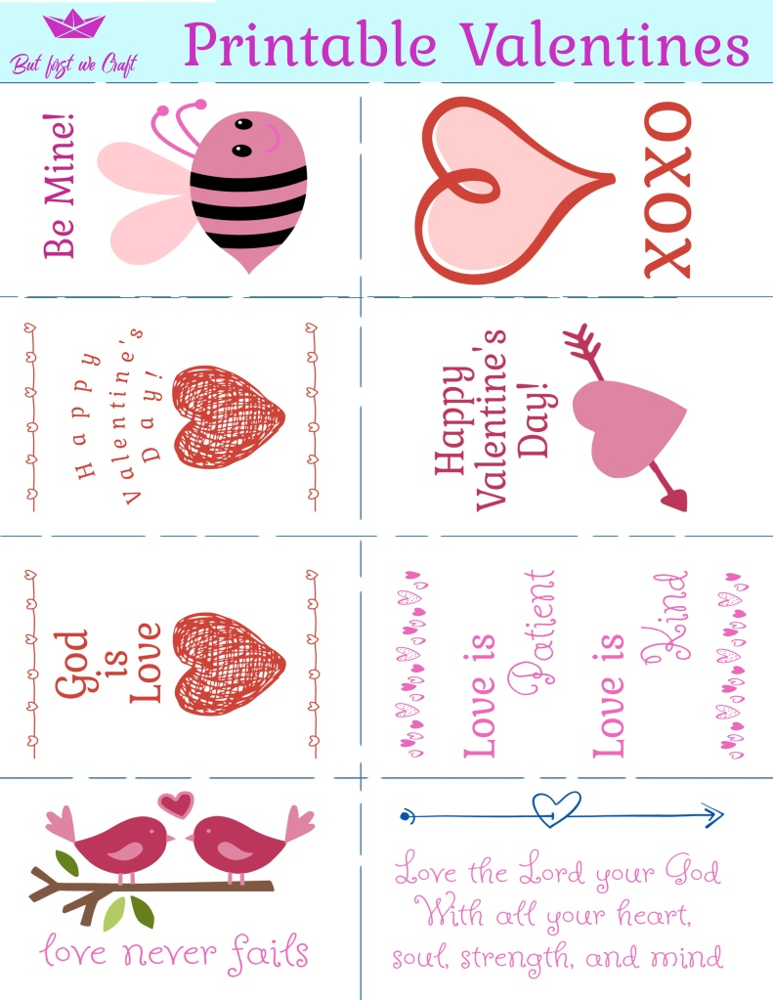 But first we Craft
Printable Valentines
Be Mine!
XOXO
Happy
Valentine's
Day!
Happy
Valentine's
Day!
God
is
Love
Love is
Patient
Love is
Kind
love never fails
Love the Lord your God
With all your heart,
soul, strength, and mind